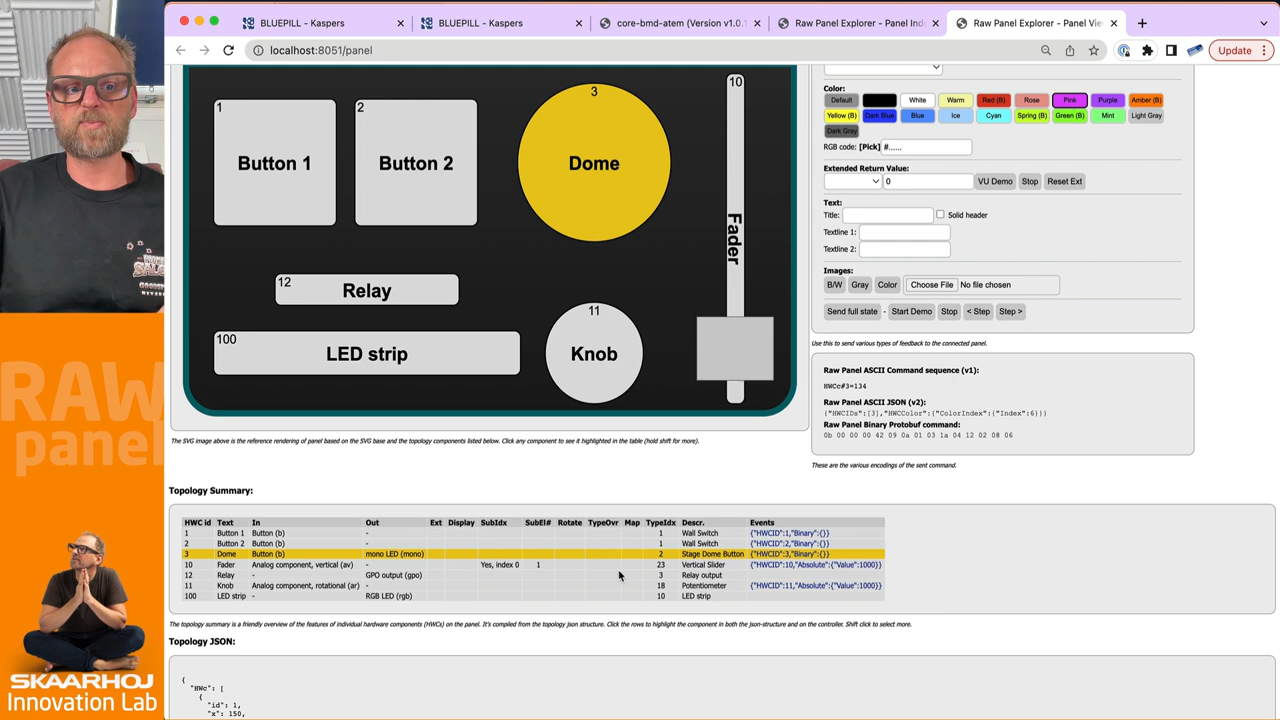 BLUEPILL - Kaspers
BLUEPILL - Kaspers
core-bmd-atem (Version v1.0.1
Raw Panel Explorer - Panel Ind
Raw Panel Explorer - Panel Vie
localhost:8051/panel
Update
1
2
3
10
Button 1
Button 2
Dome
Fader
12
Relay
11
100
LED strip
Knob
The SVG image above is the reference rendering of panel based on the SVG base and the topology components listed below. Click any component to see it highlighted in the table (hold shift for more).
Color:
Default
White
Warm
Red (B)
Rose
Pink
Purple
Amber (B)
Yellow (B)
Dark Blue
Blue
Ice
Cyan
Spring (B)
Green (B)
Mint
Light Gray
Dark Gray
RGB code: [Pick] #......
Extended Return Value:
0
VU Demo
Stop
Reset Ext
Text:
Title:
Solid header
Textline 1:
Textline 2:
Images:
B/W
Gray
Color
Choose File
No file chosen
Send full state
-
Start Demo
Stop
< Step
Step >
Use this to send various types of feedback to the connected panel.
Raw Panel ASCII Command sequence (v1):
HWCc#3=134
Raw Panel ASCII JSON (v2):
{"HWCIDs":[3],"HWCColor":{"ColorIndex":{"Index":6}}}
Raw Panel Binary Protobuf command:
0b 00 00 00 42 09 0a 01 03 1a 04 12 02 08 06
These are the various encodings of the sent command.
Topology Summary:
HWC id Text In Out Ext Display SubIdx SubEl# Rotate TypeOvr Map TypeIdx Descr. Events
1 Button 1 Button (b) - 1 Wall Switch {"HWCID":1,"Binary":{}}
2 Button 2 Button (b) - 1 Wall Switch {"HWCID":2,"Binary":{}}
3 Dome Button (b) mono LED (mono) 2 Stage Dome Button {"HWCID":3,"Binary":{}}
10 Fader Analog component, vertical (av) - Yes, index 0 1 23 Vertical Slider {"HWCID":10,"Absolute":{"Value":1000}}
12 Relay - GPO output (gpo) 3 Relay output
11 Knob Analog component, rotational (ar) - 18 Potentiometer {"HWCID":11,"Absolute":{"Value":1000}}
100 LED strip - RGB LED (rgb) 10 LED strip
The topology summary is a friendly overview of the features of individual hardware components (HWCs) on the panel. It's compiled from the topology json structure. Click the rows to highlight the component in both the json-structure and on the controller. Shift click to select more.
Topology JSON:
{
"HWc": [
{
"id": 1,
"x": 150,
RAW
panel
SKAARHOJ
Innovation Lab